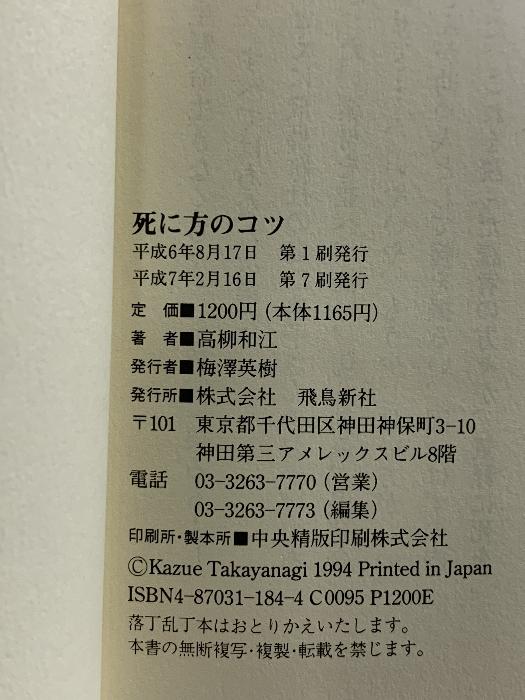 死に方のコツ
平成6年8月17日　第1刷発行
平成7年2月16日　第7刷発行
定　価■1200円（本体1165円）
著　者■高柳和江
発行者■梅澤英樹
発行所■株式会社　飛鳥新社
〒101　東京都千代田区神田神保町3-10
神田第三アメレックスビル8階
電話　03-3263-7770（営業）
03-3263-7773（編集）
印刷所・製本所■中央精版印刷株式会社
©Kazue Takayanagi 1994 Printed in Japan
ISBN4-87031-184-4 C0095 P1200E
落丁乱丁本はおとりかえいたします。
本書の無断複写・複製・転載を禁じます。